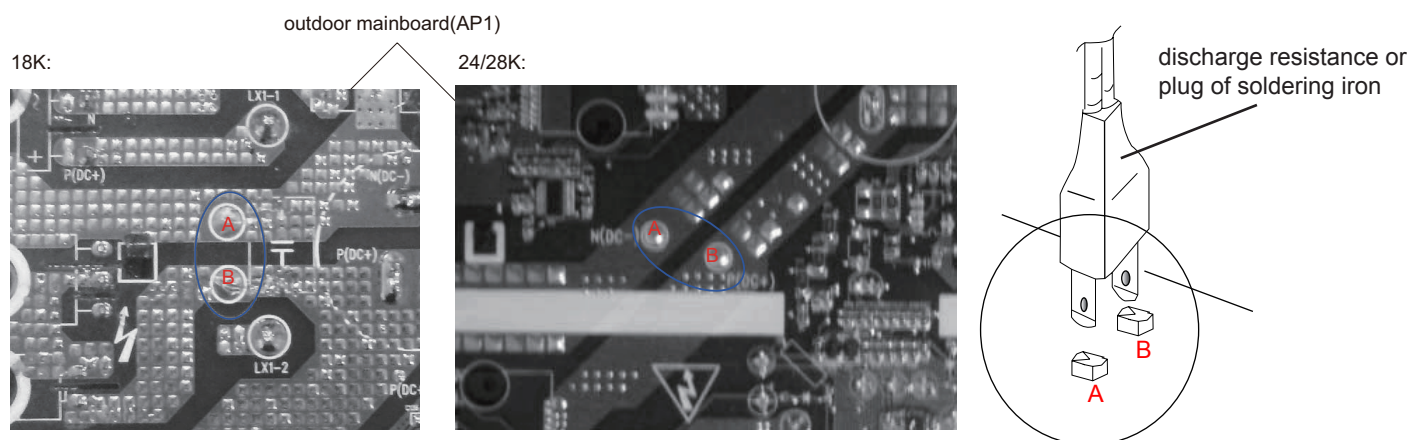 outdoor mainboard(AP1)
18K:
24/28K:
discharge resistance or
plug of soldering iron
LX1-1
N
+
P(DC+)
N(DC-)
A
B
P(DC+)
LX1-2
N(DC-)
A
B
B
A